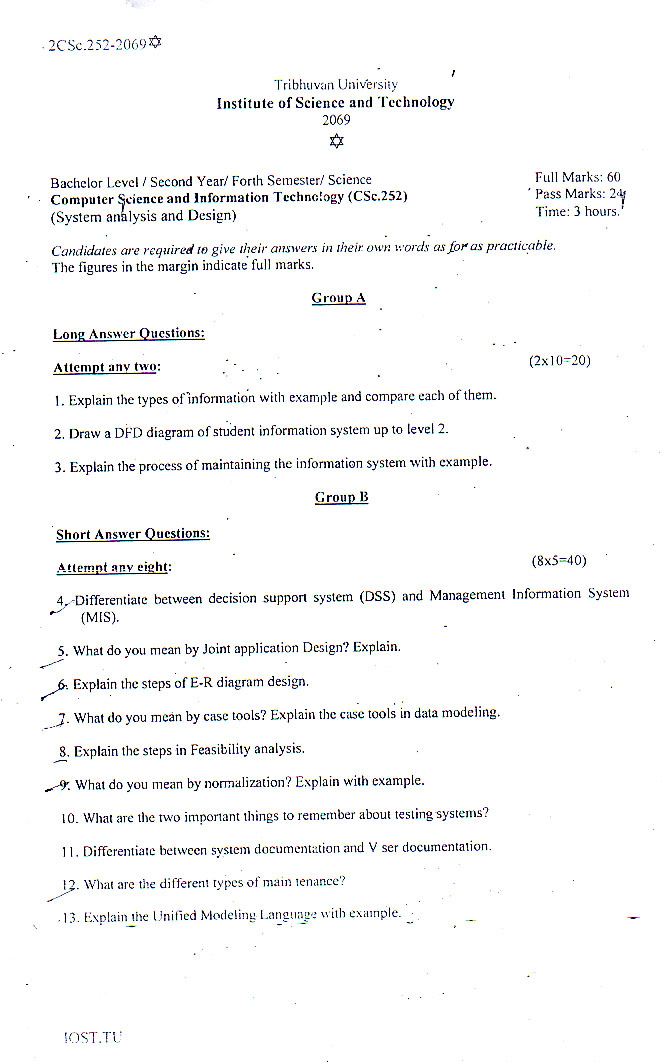 2CSc.252-2069✡
Tribhuvan University
Institute of Science and Technology
2069
✡
Bachelor Level / Second Year/ Forth Semester/ Science
Full Marks: 60
Computer Science and Information Technology (CSc.252)
Pass Marks: 24
(System analysis and Design)
Time: 3 hours.
Candidates are required to give their answers in their own words as for as practicable.
The figures in the margin indicate full marks.
Group A
Long Answer Questions:
Attempt any two:
(2x10=20)
1. Explain the types of information with example and compare each of them.
2. Draw a DFD diagram of student information system up to level 2.
3. Explain the process of maintaining the information system with example.
Group B
Short Answer Questions:
Attempt any eight:
(8x5=40)
4. Differentiate between decision support system (DSS) and Management Information System
(MIS).
5. What do you mean by Joint application Design? Explain.
6. Explain the steps of E-R diagram design.
7. What do you mean by case tools? Explain the case tools in data modeling.
8. Explain the steps in Feasibility analysis.
9. What do you mean by normalization? Explain with example.
10. What are the two important things to remember about testing systems?
11. Differentiate between system documentation and V ser documentation.
12. What are the different types of main tenance?
13. Explain the Unified Modeling Language with example.
IOST.TU